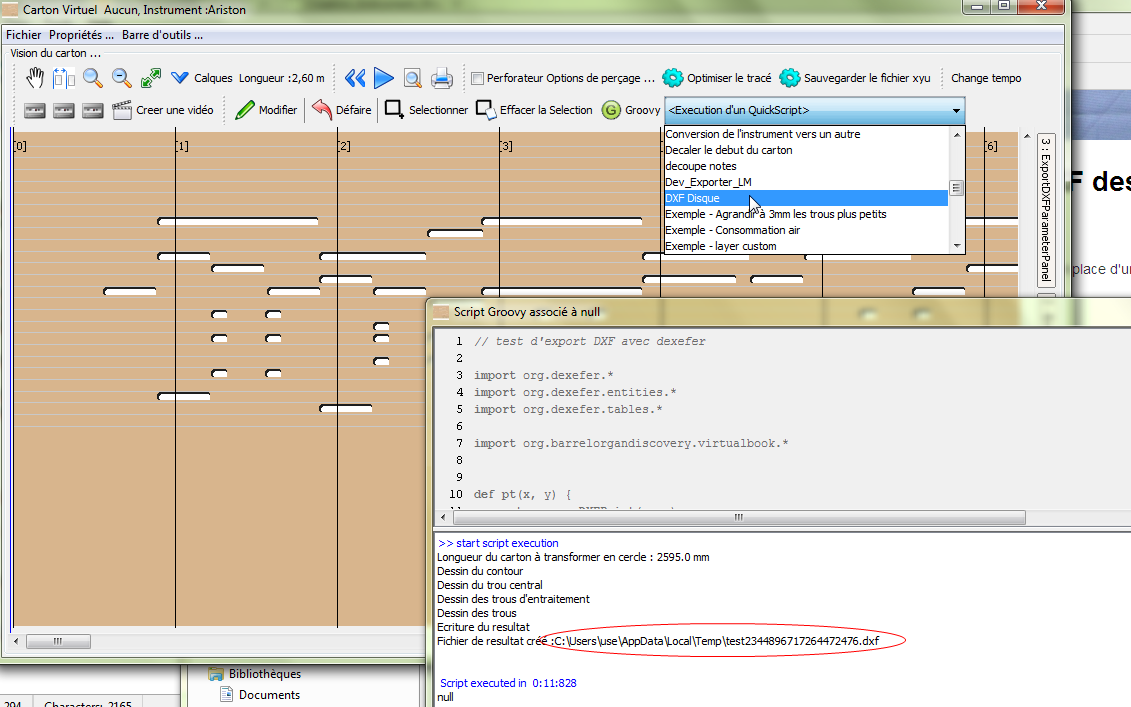 Carton Virtuel Aucun, Instrument :Ariston
Fichier Propriétés ... Barre d'outils ...
Vision du carton ...
Calques Longueur :2,60 m
Perforateur Options de perçage ...
Optimiser le tracé
Sauvegarder le fichier xyu
Change tempo
Creer une vidéo
Modifier
Défaire
Selectionner
Effacer la Selection
Groovy
<Execution d'un QuickScript>
Conversion de l'instrument vers un autre
Decaler le debut du carton
decoupe notes
Dev_Exporter_LM
DXF Disque
Exemple - Agrandir à 3mm les trous plus petits
Exemple - Consommation air
Exemple - layer custom
[0] [1] [2] [3] [6]
3 : ExportDXFParameterPanel
F des
place d'u
Script Groovy associé à null
1 // test d'export DXF avec dexefer
2
3 import org.dexefer.*
4 import org.dexefer.entities.*
5 import org.dexefer.tables.*
6
7 import org.barrelorgandiscovery.virtualbook.*
8
9
10 def pt(x, y) {
>> start script execution
Longueur du carton à transformer en cercle : 2595.0 mm
Dessin du contour
Dessin du trou central
Dessin des trous d'entraitement
Dessin des trous
Ecriture du resultat
Fichier de resultat créé :C:\Users\use\AppData\Local\Temp\test2344896717264472476.dxf
Script executed in 0:11:828
null
Bibliothèques
Documents
294 Characters: 2165